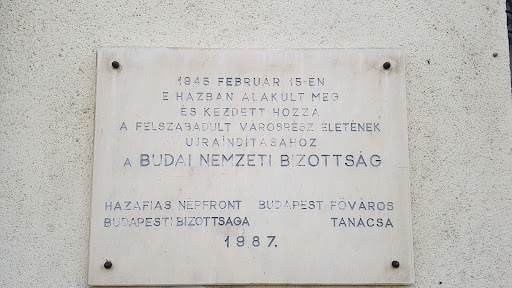 1945 FEBRUÁR 15-ÉN
E HÁZBAN ALAKULT MEG
ÉS KEZDETT HOZZÁ
A FELSZABADULT VÁROSRÉSZ ÉLETÉNEK
ÚJRAINDÍTÁSÁHOZ
A BUDAI NEMZETI BIZOTTSÁG
HAZAFIAS NÉPFRONT BUDAPEST FŐVÁROS
BUDAPESTI BIZOTTSÁGA TANÁCSA
1987.